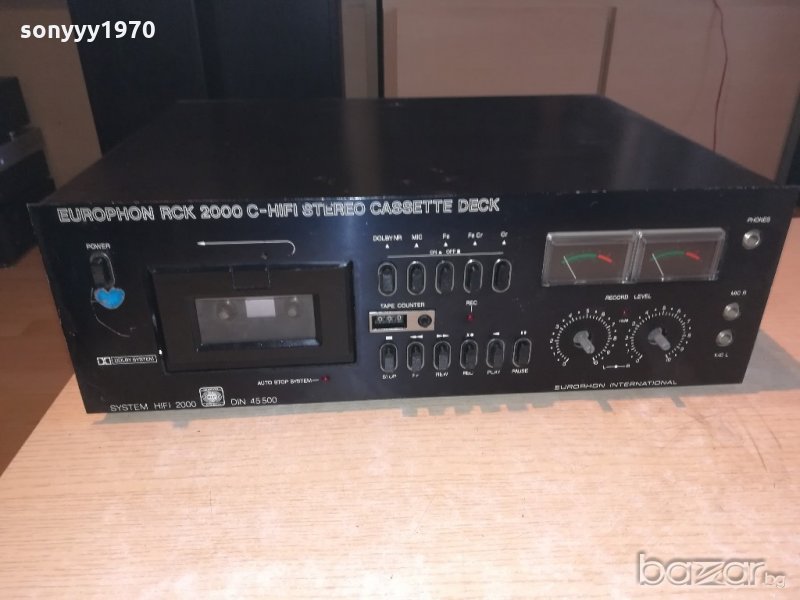 sonyyy1970
EUROPHON RCK 2000 C-HIFI STEREO CASSETTE DECK
PHONES
POWER
DOLBY NR MIC Fe Fe Cr Cr
ON OFF
TAPE COUNTER
REC
RECORD LEVEL
MIC R
MIC L
DOLBY SYSTEM
AUTO STOP SYSTEM
STOP REW REC PLAY PAUSE
EUROPHON INTERNATIONAL
SYSTEM HIFI 2000 DIN 45500
bazar.bg